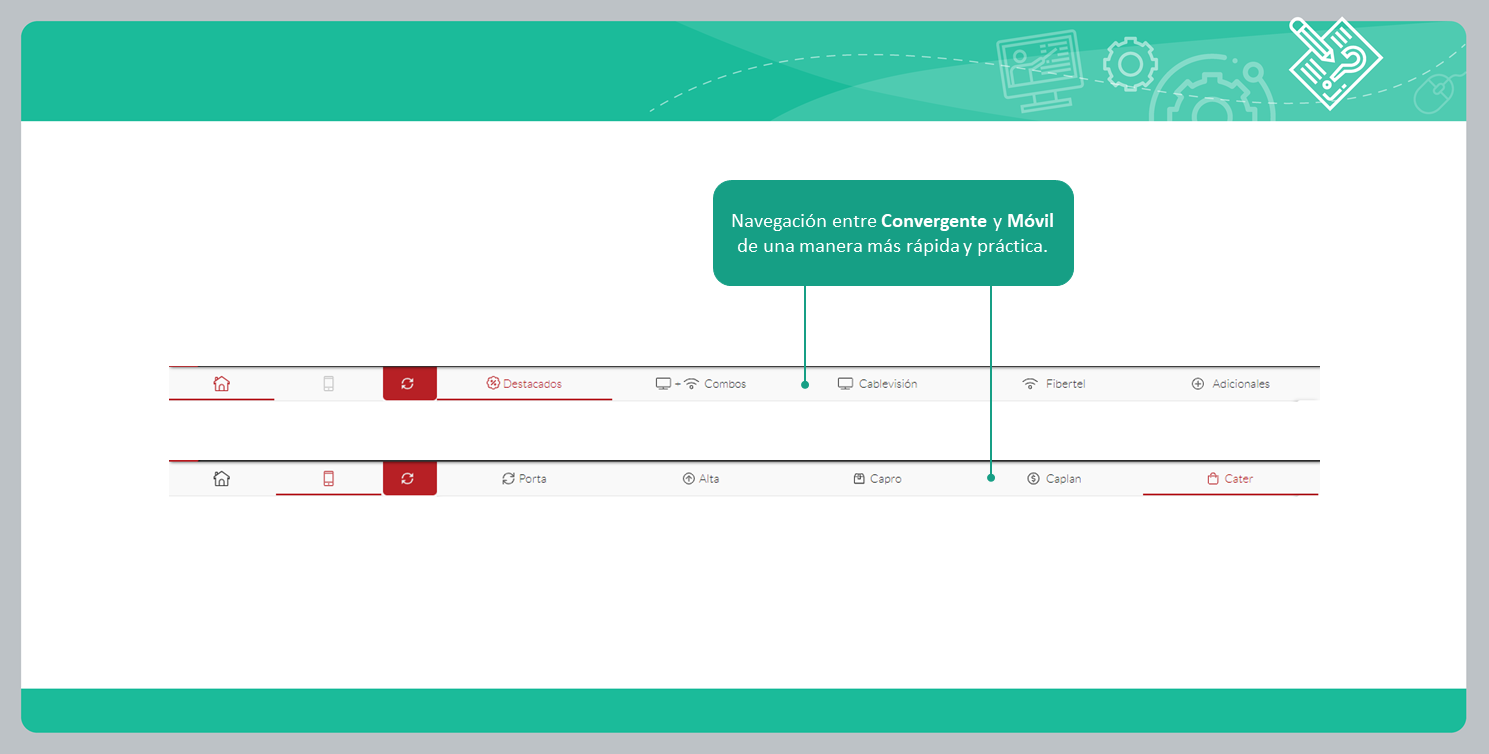 Navegación entre Convergente y Móvil
de una manera más rápida y práctica.
Destacados Combos Cablevisión Fibertel Adicionales
Porta Alta Capro Caplan Cater